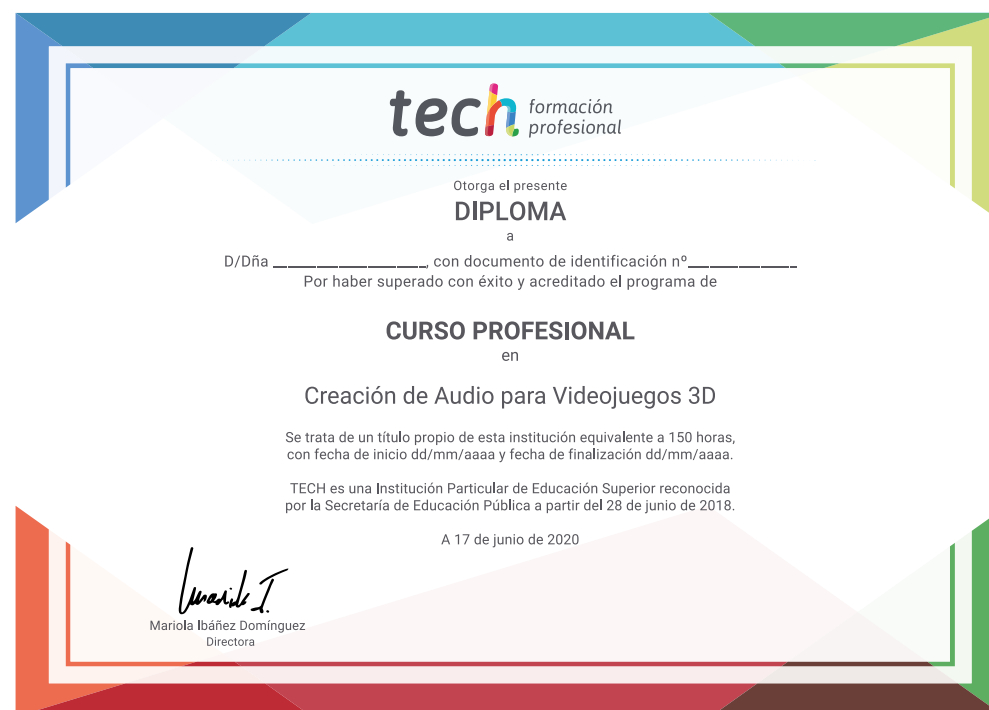 tech formación
profesional
Otorga el presente
DIPLOMA
a
D/Dña ____________________, con documento de identificación nº______________
Por haber superado con éxito y acreditado el programa de
CURSO PROFESIONAL
en
Creación de Audio para Videojuegos 3D
Se trata de un título propio de esta institución equivalente a 150 horas,
con fecha de inicio dd/mm/aaaa y fecha de finalización dd/mm/aaaa.
TECH es una Institución Particular de Educación Superior reconocida
por la Secretaría de Educación Pública a partir del 28 de junio de 2018.
A 17 de junio de 2020
Mariola Ibáñez Domínguez
Directora